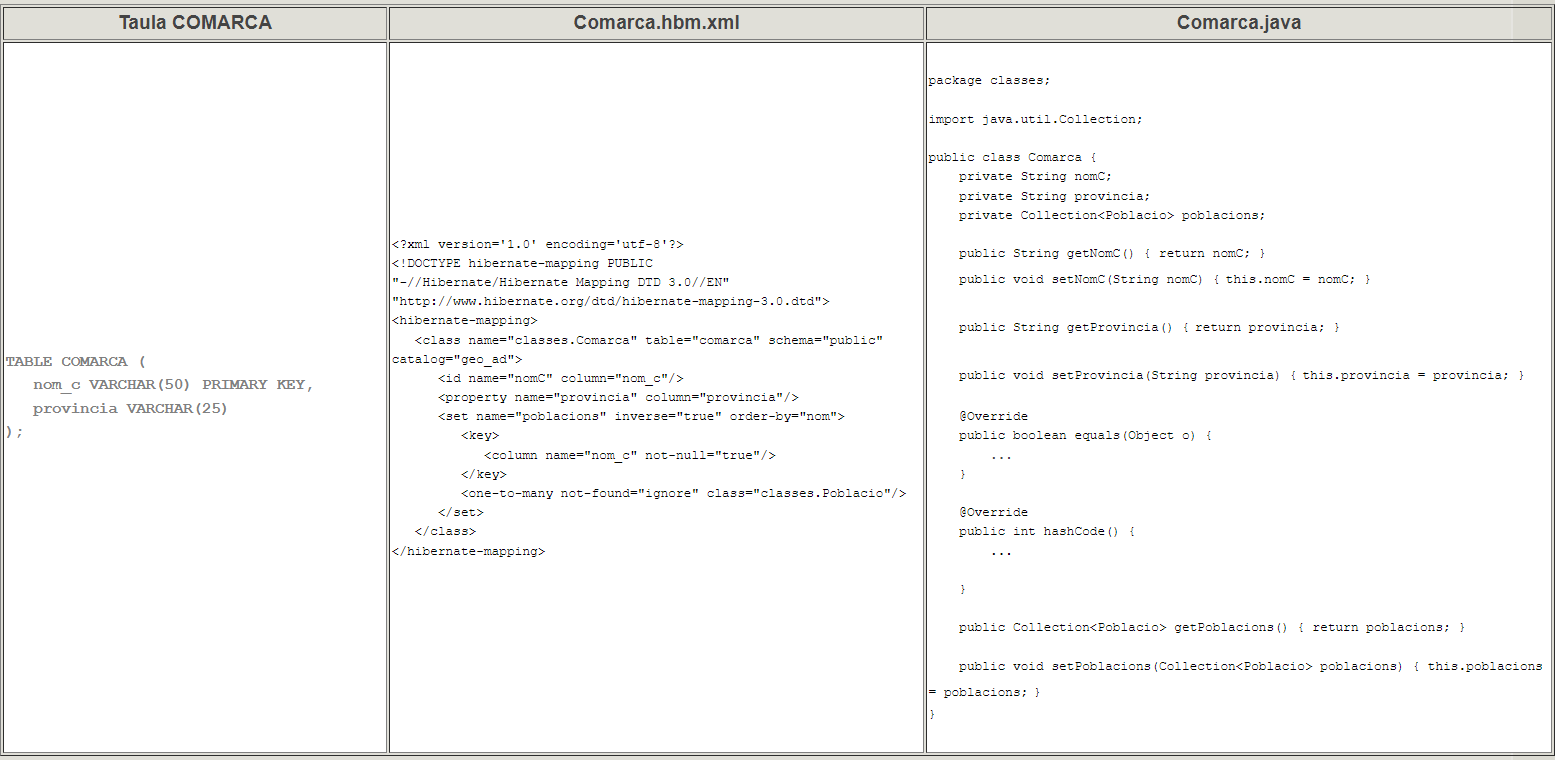 Taula COMARCA
Comarca.hbm.xml
Comarca.java
TABLE COMARCA (
   nom_c VARCHAR(50) PRIMARY KEY,
   provincia VARCHAR(25)
);
<?xml version='1.0' encoding='utf-8'?>
<!DOCTYPE hibernate-mapping PUBLIC
"-//Hibernate/Hibernate Mapping DTD 3.0//EN"
"http://www.hibernate.org/dtd/hibernate-mapping-3.0.dtd">
<hibernate-mapping>
   <class name="classes.Comarca" table="comarca" schema="public"
catalog="geo_ad">
      <id name="nomC" column="nom_c"/>
      <property name="provincia" column="provincia"/>
      <set name="poblacions" inverse="true" order-by="nom">
         <key>
            <column name="nom_c" not-null="true"/>
         </key>
         <one-to-many not-found="ignore" class="classes.Poblacio"/>
      </set>
   </class>
</hibernate-mapping>
package classes;
import java.util.Collection;
public class Comarca {
    private String nomC;
    private String provincia;
    private Collection<Poblacio> poblacions;
    public String getNomC() { return nomC; }
    public void setNomC(String nomC) { this.nomC = nomC; }
    public String getProvincia() { return provincia; }
    public void setProvincia(String provincia) { this.provincia = provincia; }
    @Override
    public boolean equals(Object o) {
        ...
    }
    @Override
    public int hashCode() {
        ...
    }
    public Collection<Poblacio> getPoblacions() { return poblacions; }
    public void setPoblacions(Collection<Poblacio> poblacions) { this.poblacions
= poblacions; }
}